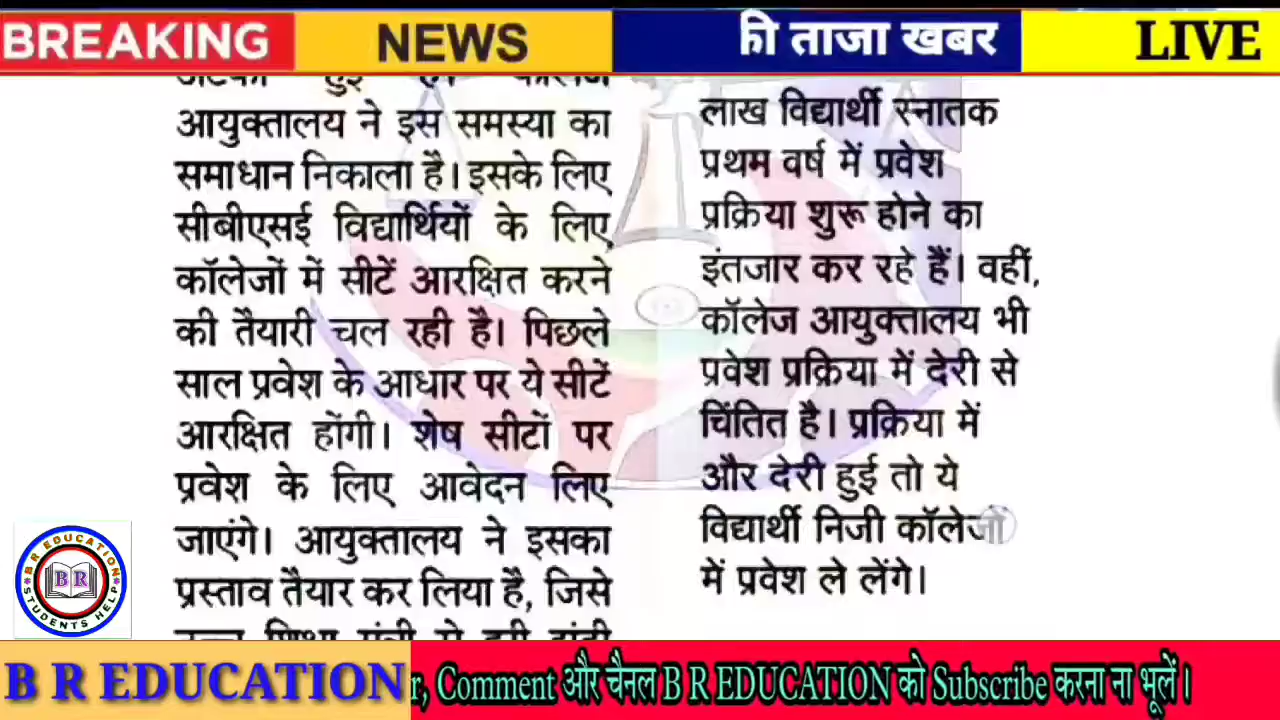 BREAKING NEWS की ताजा खबर LIVE
आयुक्तालय ने इस समस्या का
समाधान निकाला है। इसके लिए
सीबीएसई विद्यार्थियों के लिए
कॉलेजों में सीटें आरक्षित करने
की तैयारी चल रही है। पिछले
साल प्रवेश के आधार पर ये सीटें
आरक्षित होंगी। शेष सीटों पर
प्रवेश के लिए आवेदन लिए
जाएंगे। आयुक्तालय ने इसका
प्रस्ताव तैयार कर लिया है, जिसे
लाख विद्यार्थी स्नातक
प्रथम वर्ष में प्रवेश
प्रक्रिया शुरू होने का
इंतजार कर रहे हैं। वहीं,
कॉलेज आयुक्तालय भी
प्रवेश प्रक्रिया में देरी से
चिंतित है। प्रक्रिया में
और देरी हुई तो ये
विद्यार्थी निजी कॉलेजों
में प्रवेश ले लेंगे।
B R EDUCATION
BR
STUDENTS HELP
B R EDUCATION r, Comment और चैनल B R EDUCATION को Subscribe करना ना भूलें।